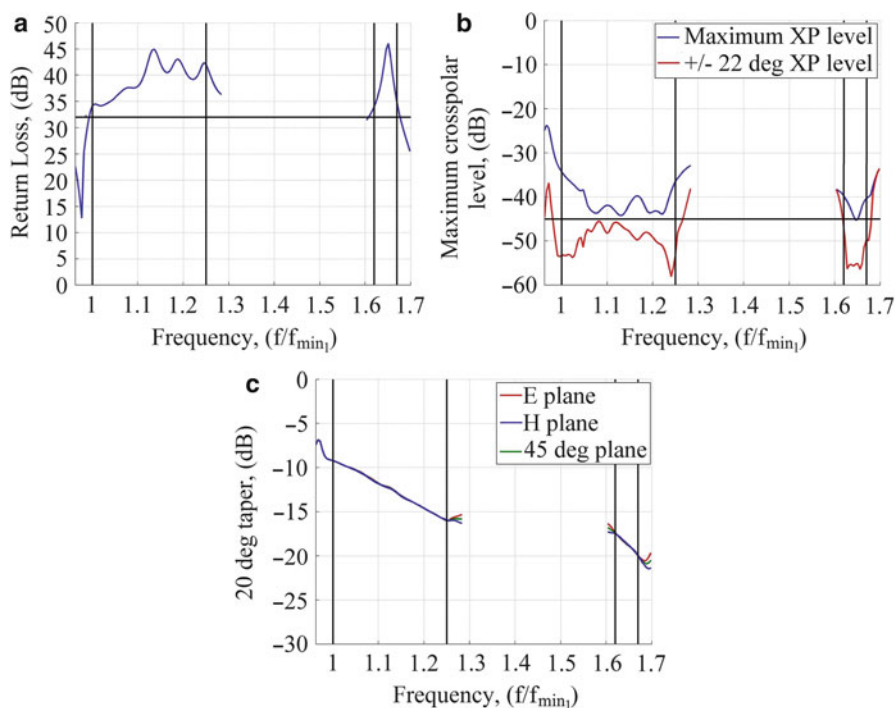 a
50
45
40
35
30
25
20
15
10
5
0
Return Loss, (dB)
1 1.1 1.2 1.3 1.4 1.5 1.6 1.7
Frequency, (f/fmin1)
b
0
−10
−20
−30
−40
−50
−60
Maximum crosspolar
level, (dB)
Maximum XP level
+/- 22 deg XP level
1 1.1 1.2 1.3 1.4 1.5 1.6 1.7
Frequency, (f/fmin1)
c
0
−5
−10
−15
−20
−25
−30
20 deg taper, (dB)
E plane
H plane
45 deg plane
1 1.1 1.2 1.3 1.4 1.5 1.6 1.7
Frequency, (f/fmin1)